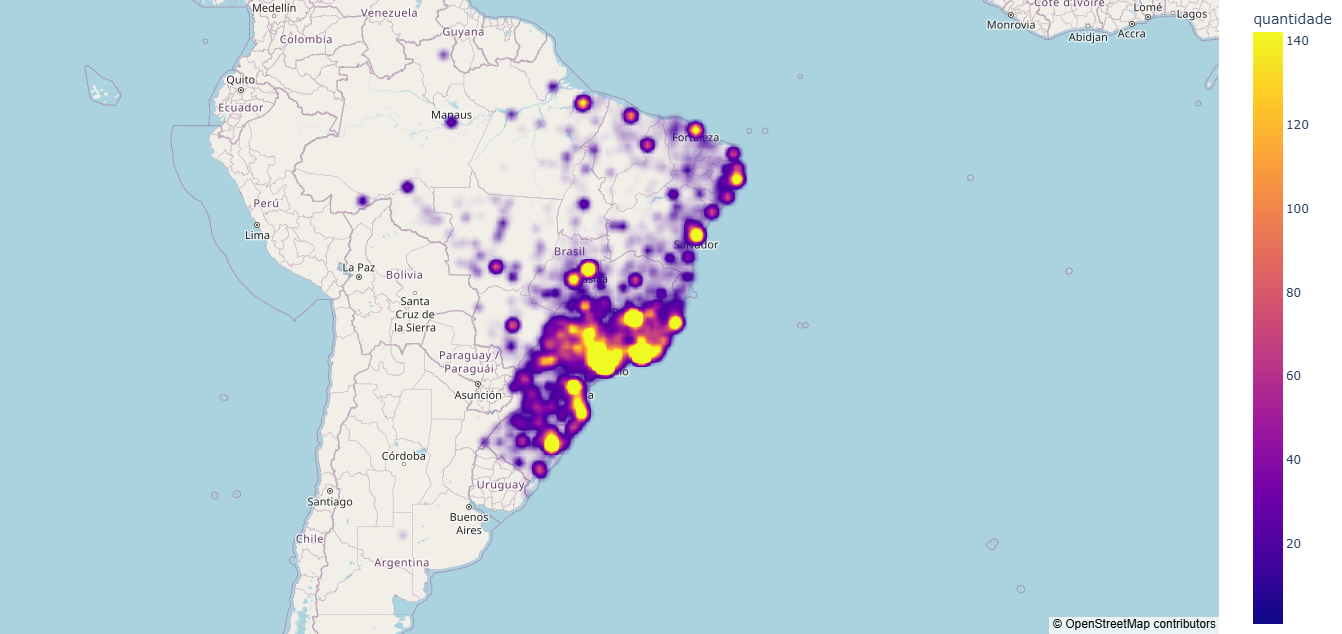 Medellín
Venezuela
Guyana
Colombia
Quito
Ecuador
Manaus
Fortaleza
Perú
Lima
Brasil
Salvador
La Paz
Bolivia
Santa
Cruz de
la Sierra
Paraguay /
Paraguái
Asunción
Córdoba
Uruguay
Santiago
Buenos
Aires
Chile
Argentina
Côte d'Ivoire
Monrovia
Abidjan
Accra
Lomé
Lagos
© OpenStreetMap contributors
quantidade
140
120
100
80
60
40
20